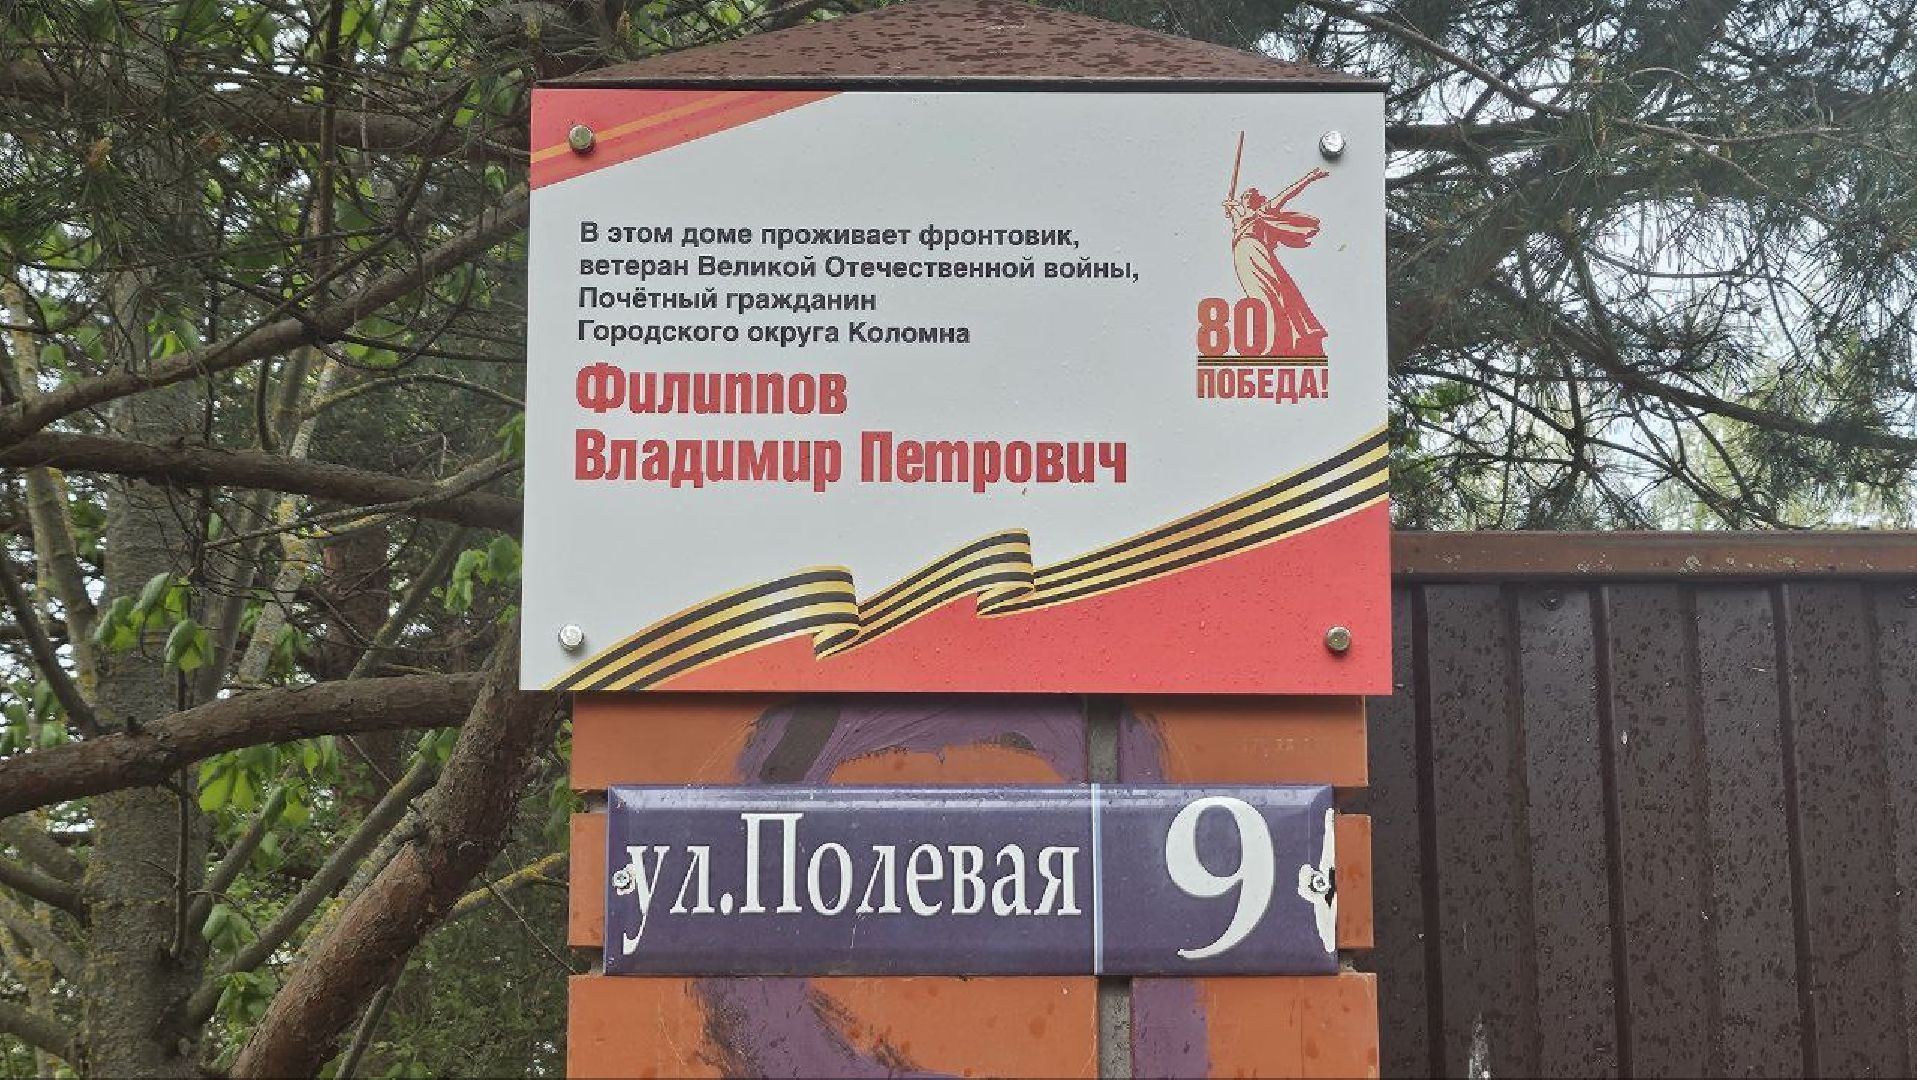 В этом доме проживает фронтовик,
ветеран Великой Отечественной войны,
Почётный гражданин
Городского округа Коломна
Филиппов
Владимир Петрович
80
ПОБЕДА!
ул.Полевая 9